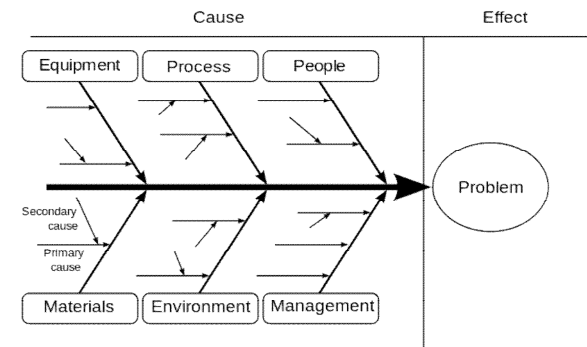 Cause
Effect
Equipment
Process
People
Problem
Secondary
cause
Primary
cause
Materials
Environment
Management